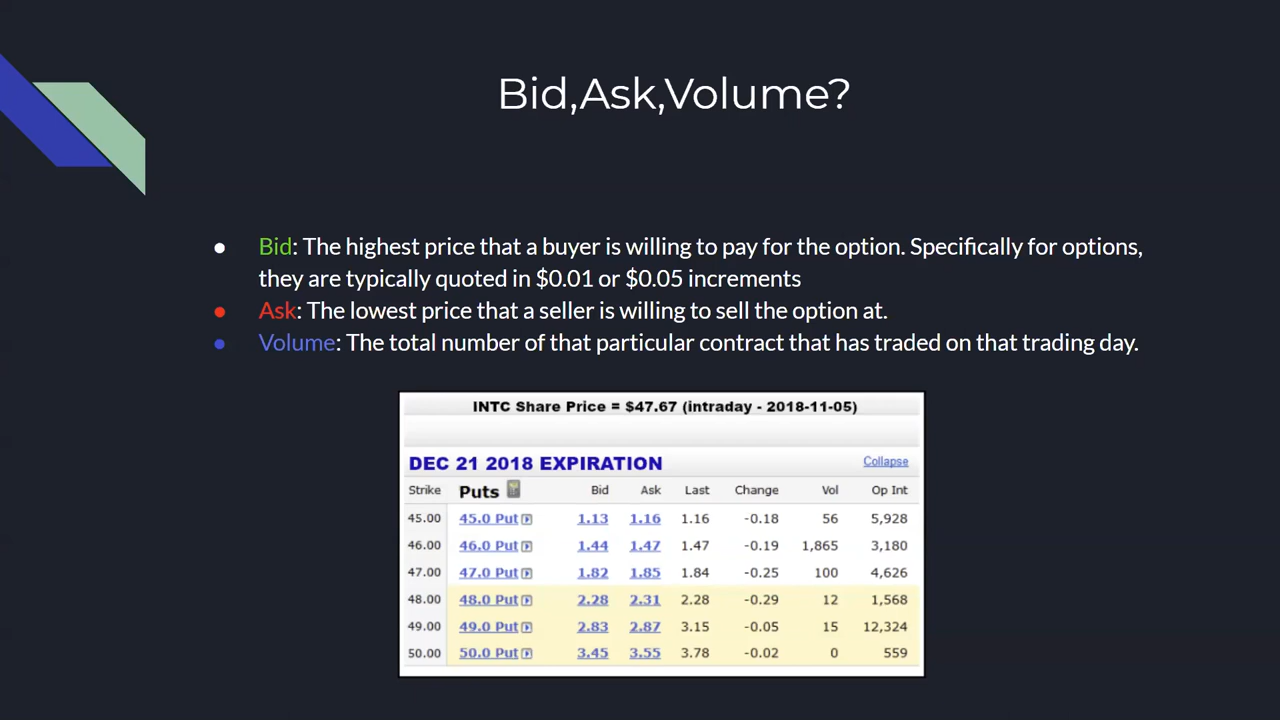 Bid,Ask,Volume?
● Bid: The highest price that a buyer is willing to pay for the option. Specifically for options,
they are typically quoted in $0.01 or $0.05 increments
● Ask: The lowest price that a seller is willing to sell the option at.
● Volume: The total number of that particular contract that has traded on that trading day.
INTC Share Price = $47.67 (intraday - 2018-11-05)
DEC 21 2018 EXPIRATION Collapse
Strike Puts Bid Ask Last Change Vol Op Int
45.00 45.0 Put 1.13 1.16 1.16 -0.18 56 5,928
46.00 46.0 Put 1.44 1.47 1.47 -0.19 1,865 3,180
47.00 47.0 Put 1.82 1.85 1.84 -0.25 100 4,626
48.00 48.0 Put 2.28 2.31 2.28 -0.29 12 1,568
49.00 49.0 Put 2.83 2.87 3.15 -0.05 15 12,324
50.00 50.0 Put 3.45 3.55 3.78 -0.02 0 559